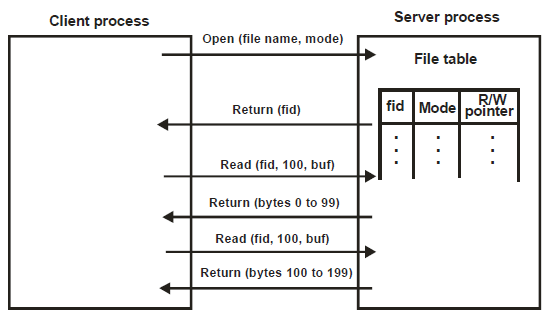 Client process
Server process
Open (file name, mode)
File table
fid Mode R/W pointer
Return (fid)
Read (fid, 100, buf)
Return (bytes 0 to 99)
Read (fid, 100, buf)
Return (bytes 100 to 199)